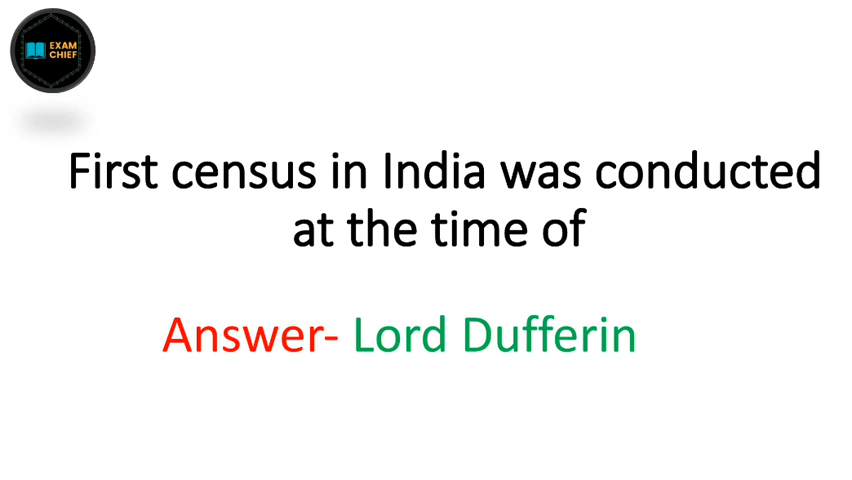 EXAM
CHIEF
First census in India was conducted
at the time of
Answer- Lord Dufferin